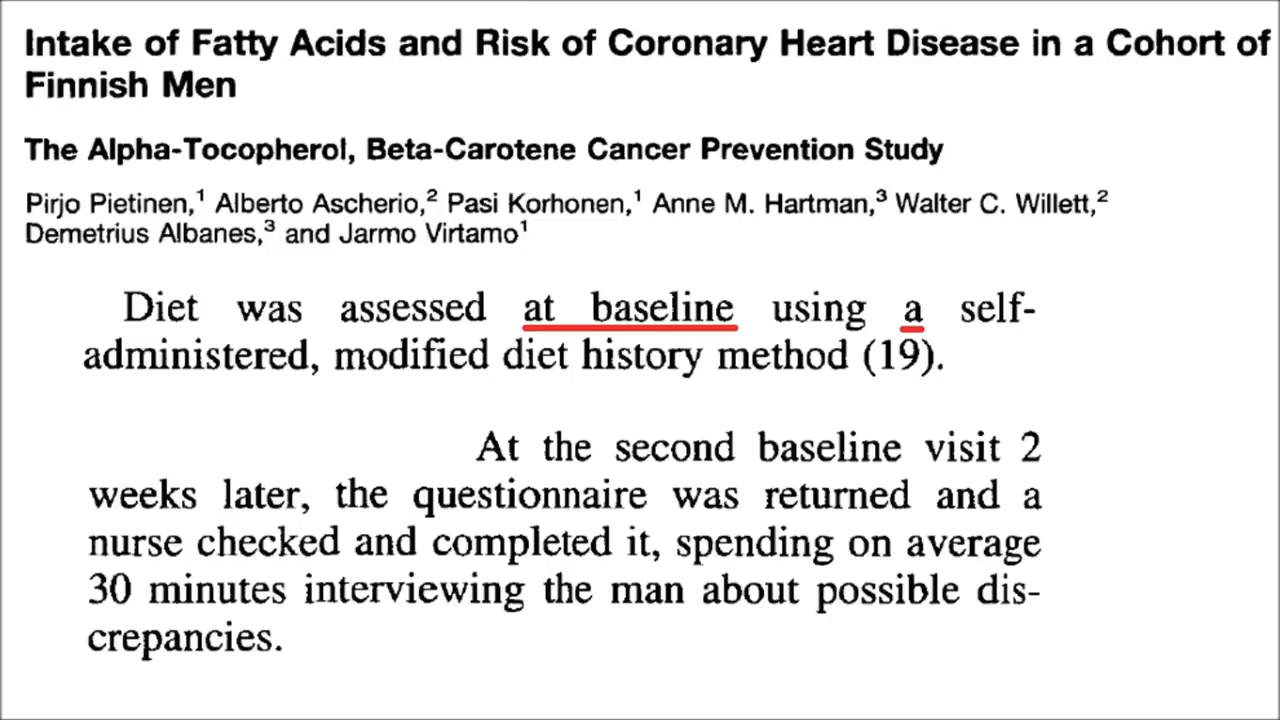 Intake of Fatty Acids and Risk of Coronary Heart Disease in a Cohort of
Finnish Men
The Alpha-Tocopherol, Beta-Carotene Cancer Prevention Study
Pirjo Pietinen,¹ Alberto Ascherio,² Pasi Korhonen,¹ Anne M. Hartman,³ Walter C. Willett,²
Demetrius Albanes,³ and Jarmo Virtamo¹
Diet was assessed at baseline using a self-
administered, modified diet history method (19).
At the second baseline visit 2
weeks later, the questionnaire was returned and a
nurse checked and completed it, spending on average
30 minutes interviewing the man about possible dis-
crepancies.